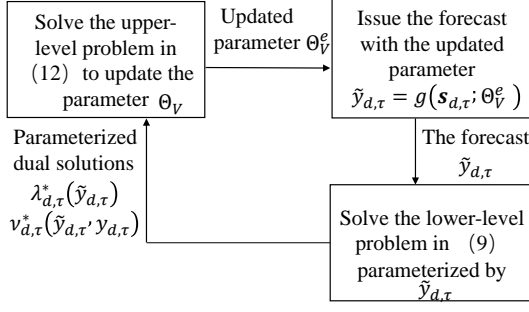 Solve the upper-
level problem in
(12) to update the
parameter Θ_V
Updated
parameter Θ_V^e
Issue the forecast
with the updated
parameter
ỹ_{d,τ} = g(s_{d,τ}; Θ_V^e)
The forecast
ỹ_{d,τ}
Solve the lower-level
problem in (9)
parameterized by
ỹ_{d,τ}
Parameterized
dual solutions
λ*_{d,τ}(ỹ_{d,τ})
ν*_{d,τ}(ỹ_{d,τ}, y_{d,τ})